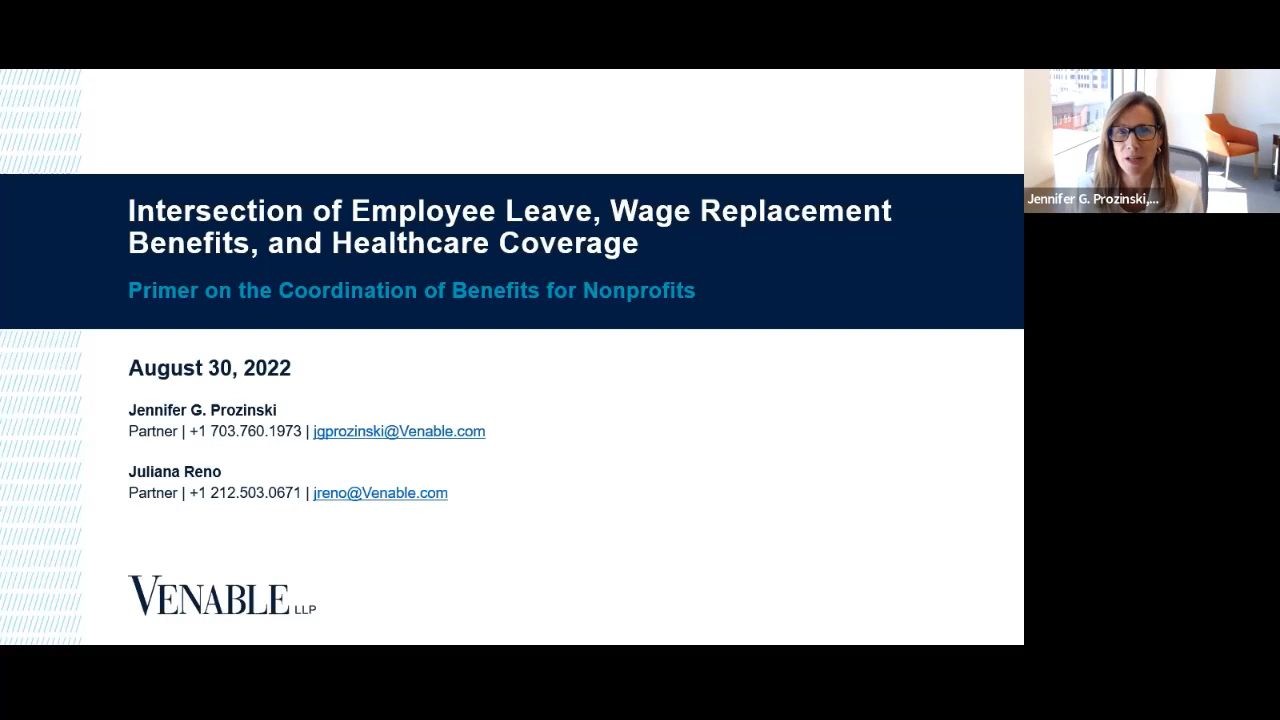 Intersection of Employee Leave, Wage Replacement
Benefits, and Healthcare Coverage
Primer on the Coordination of Benefits for Nonprofits
August 30, 2022
Jennifer G. Prozinski
Partner | +1 703.760.1973 | jgprozinski@Venable.com
Juliana Reno
Partner | +1 212.503.0671 | jreno@Venable.com
VENABLE LLP
Jennifer G. Prozinski,...